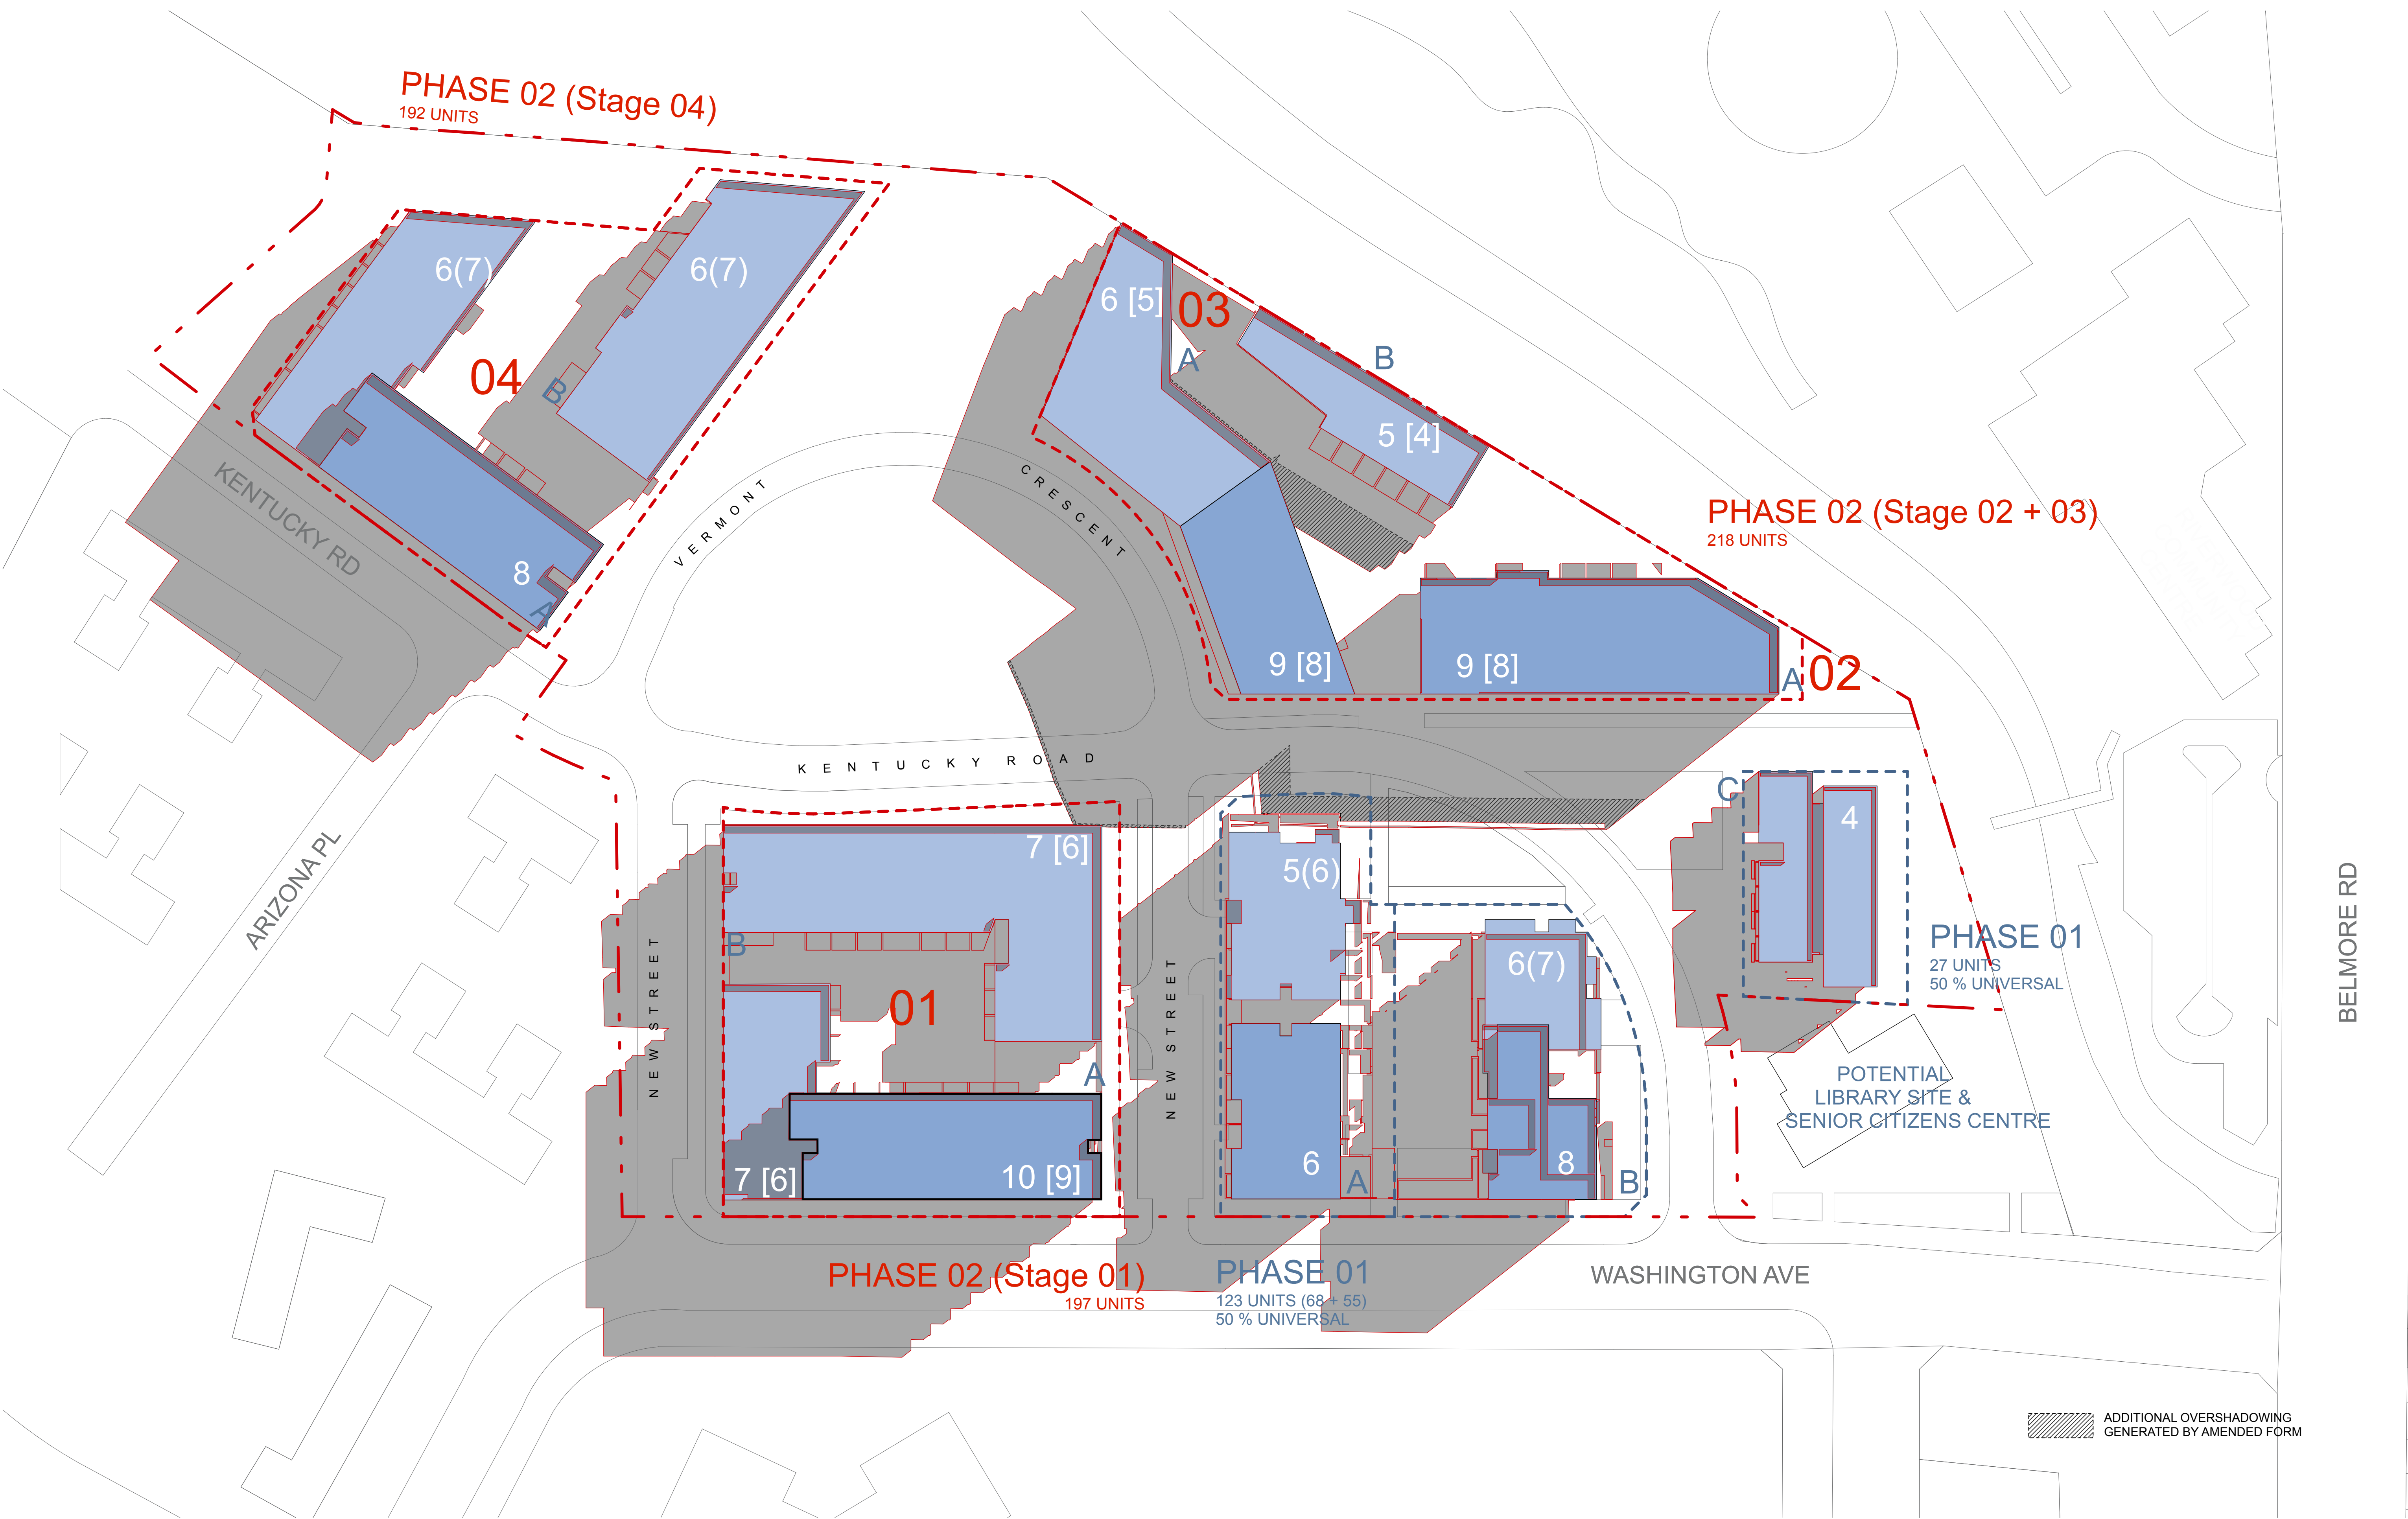 PHASE 02 (Stage 04)
192 UNITS
6(7)
6(7)
04
B
8
A
KENTUCKY RD
VERMONT
CRESCENT
6 [5]
03
A
B
5 [4]
PHASE 02 (Stage 02 + 03)
218 UNITS
9 [8]
9 [8]
A
02
KENTUCKY ROAD
ARIZONA PL
NEW STREET
7 [6]
B
01
A
7 [6]
10 [9]
NEW STREET
5(6)
6(7)
6
A
8
B
C
4
PHASE 01
27 UNITS
50 % UNIVERSAL
BELMORE RD
POTENTIAL
LIBRARY SITE &
SENIOR CITIZENS CENTRE
PHASE 02 (Stage 01)
197 UNITS
PHASE 01
123 UNITS (68 + 55)
50 % UNIVERSAL
WASHINGTON AVE
ADDITIONAL OVERSHADOWING
GENERATED BY AMENDED FORM